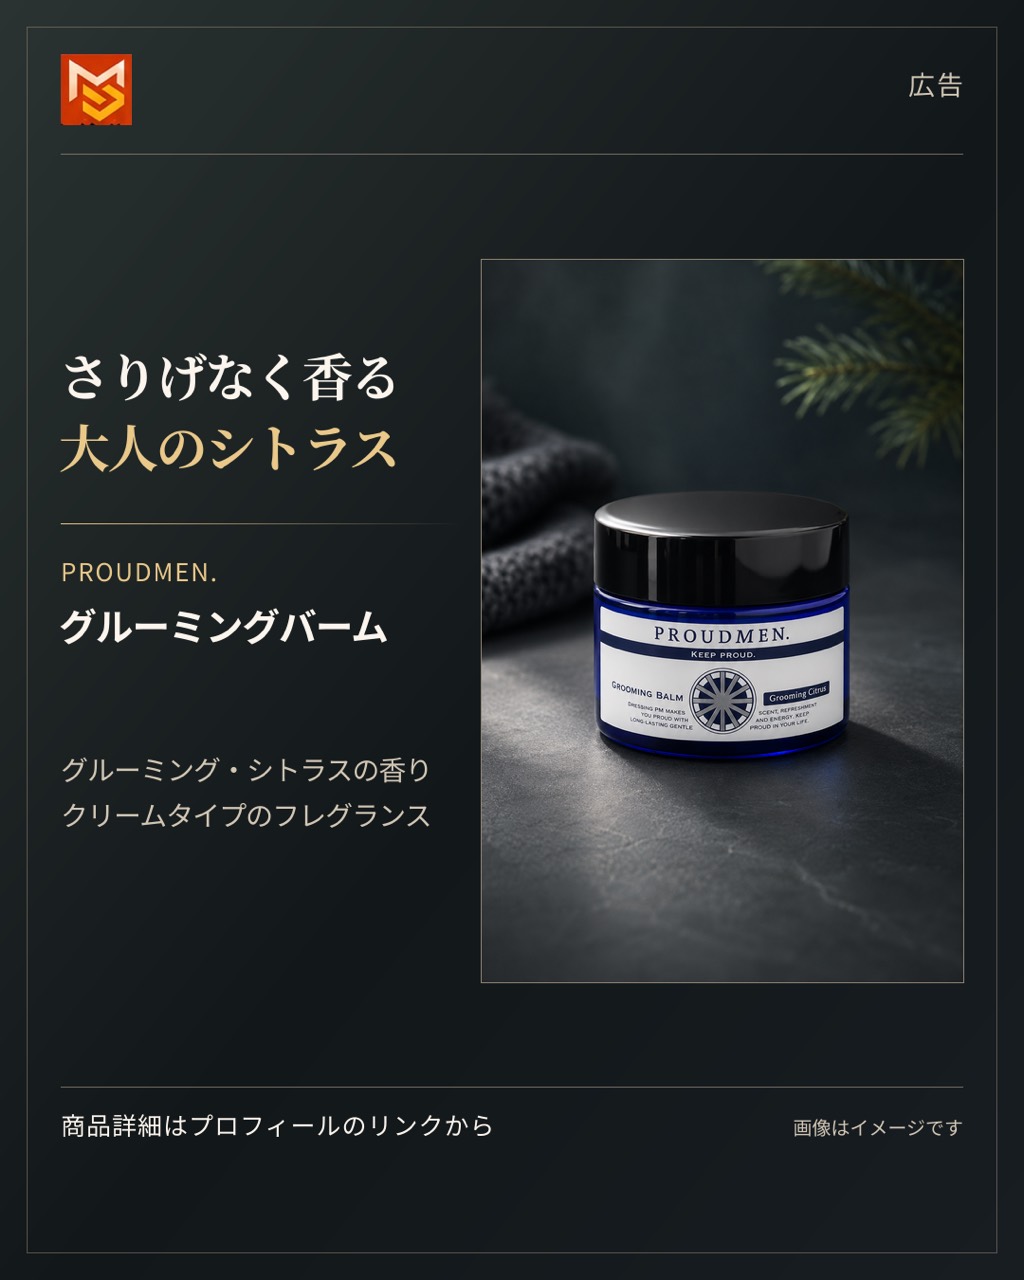 広告
さりげなく香る
大人のシトラス
PROUDMEN.
グルーミングバーム
グルーミング・シトラスの香り
クリームタイプのフレグランス
PROUDMEN.
KEEP PROUD.
GROOMING BALM
Grooming Citrus
DRESSING PM MAKES
YOU PROUD WITH
LONG-LASTING GENTLE
SCENT, REFRESHMENT
AND ENERGY. KEEP
PROUD IN YOUR LIFE.
商品詳細はプロフィールのリンクから
画像はイメージです